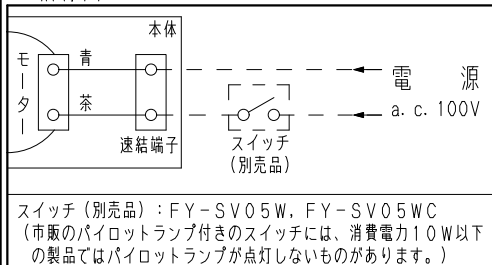 本体
モーター
青
茶
速結端子
スイッチ
(別売品)
電 源
a. c. 100V
スイッチ (別売品) : FY-SV05W, FY-SV05WC
(市販のパイロットランプ付きのスイッチには、消費電力10W以下
の製品ではパイロットランプが点灯しないものがあります。)